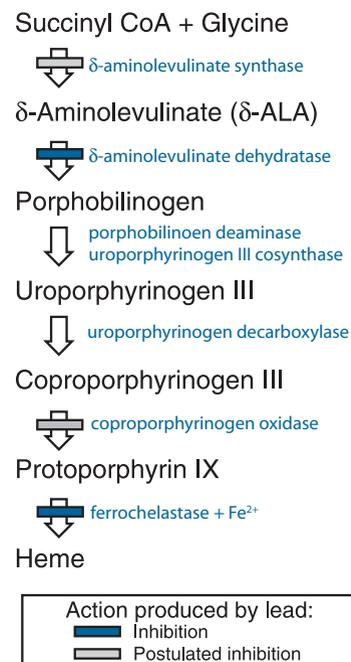 Succinyl CoA + Glycine
δ-aminolevulinate synthase
δ-Aminolevulinate (δ-ALA)
δ-aminolevulinate dehydratase
Porphobilinogen
porphobilinoen deaminase
uroporphyrinogen III cosynthase
Uroporphyrinogen III
uroporphyrinogen decarboxylase
Coproporphyrinogen III
coproporphyrinogen oxidase
Protoporphyrin IX
ferrochelastase + Fe²⁺
Heme
Action produced by lead:
Inhibition
Postulated inhibition